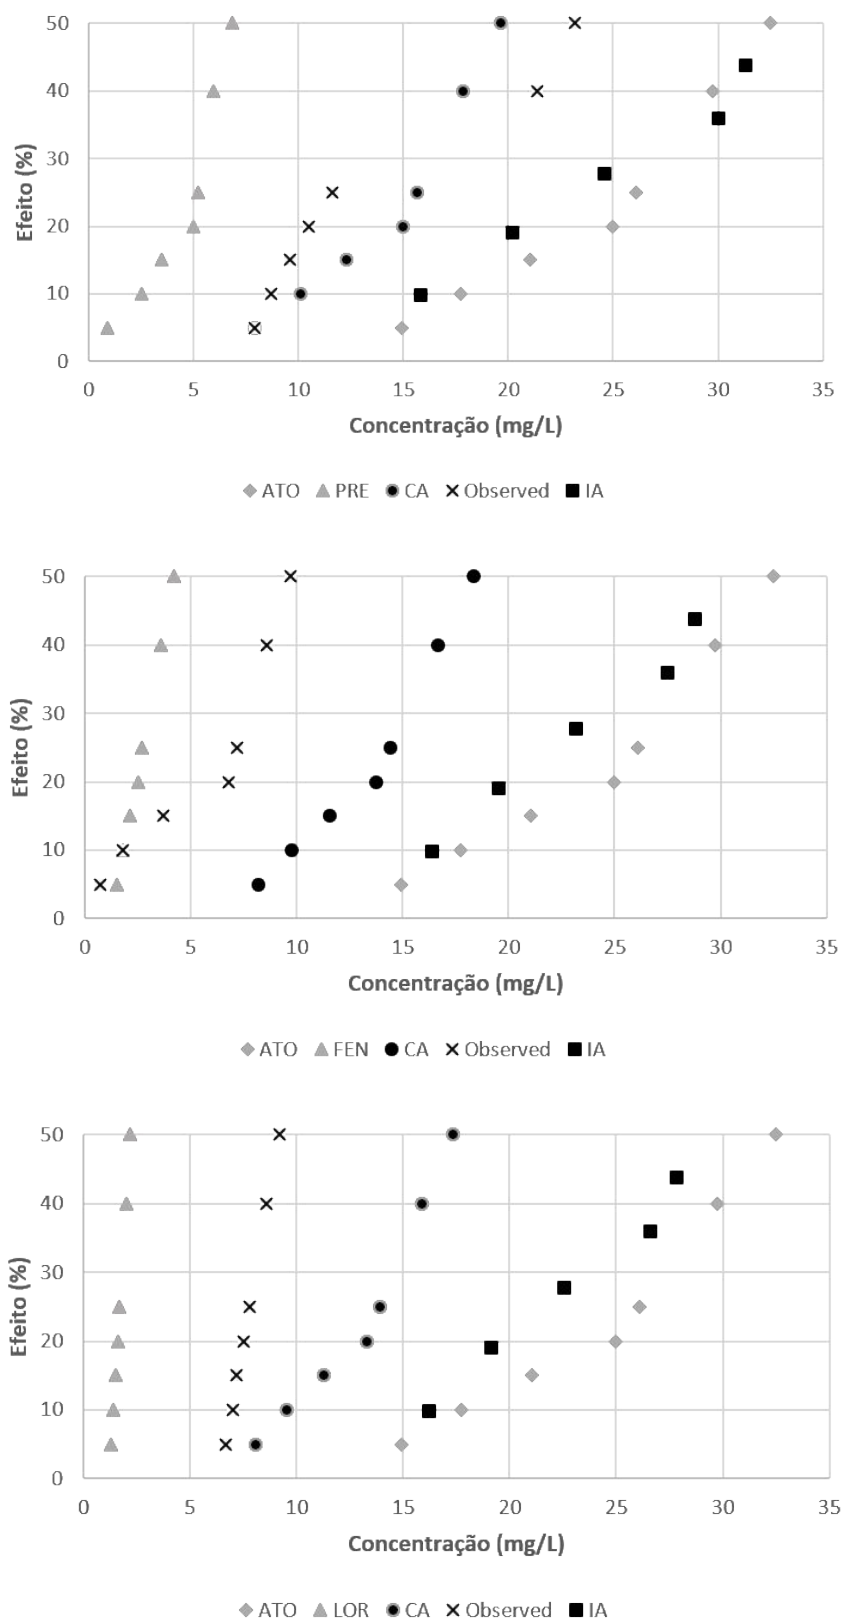 50
40
30
20
10
0
Efeito (%)
0 5 10 15 20 25 30 35
Concentração (mg/L)
ATO PRE CA Observed IA
50
40
30
20
10
0
Efeito (%)
0 5 10 15 20 25 30 35
Concentração (mg/L)
ATO FEN CA Observed IA
50
40
30
20
10
0
Efeito (%)
0 5 10 15 20 25 30 35
Concentração (mg/L)
ATO LOR CA Observed IA